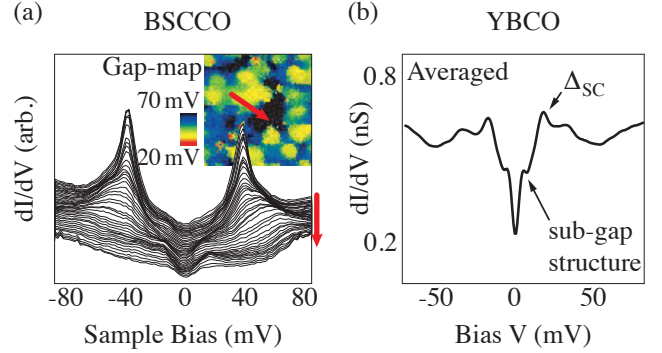 (a)
BSCCO
Gap-map
70 mV
20 mV
dI/dV (arb.)
-80
-40
0
40
80
Sample Bias (mV)
(b)
YBCO
0.8
Averaged
ΔSC
dI/dV (nS)
0.2
sub-gap
structure
-50
0
50
Bias V (mV)